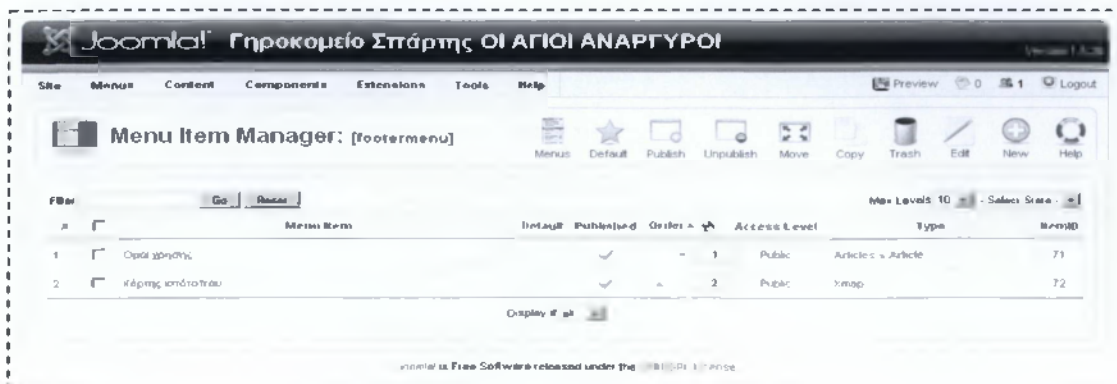 Joomla! Γηροκομείο Σπάρτης ΟΙ ΑΓΙΟΙ ΑΝΑΡΓΥΡΟΙ
Site Menus Content Components Extensions Tools Help Preview 0 1 Logout
Menu Item Manager: [footermenu]
Menus Default Publish Unpublish Move Copy Trash Edit New Help
Filter Go Reset Max Levels 10 - Select State -
# Menu Item Default Published Order Access Level Type ItemID
1 Όροι χρήσης 1 Public Articles » Article 71
2 Χάρτης ιστότοπου 2 Public Xmap 72
Display # all
Joomla! is Free Software released under the